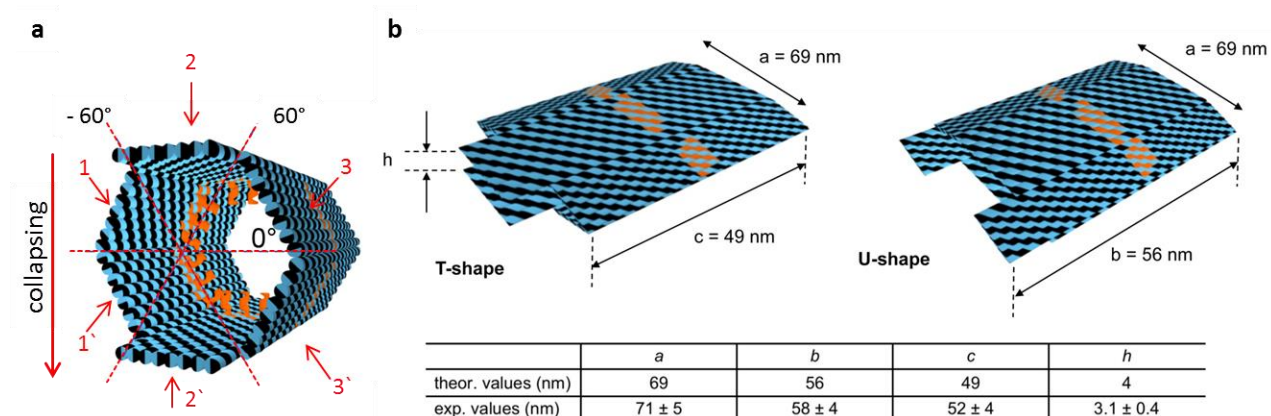 a
2
- 60°
60°
1
3
0°
collapsing
1`
2`
3`
b
a = 69 nm
h
c = 49 nm
T-shape
a = 69 nm
b = 56 nm
U-shape
a b c h
theor. values (nm) 69 56 49 4
exp. values (nm) 71 ± 5 58 ± 4 52 ± 4 3.1 ± 0.4